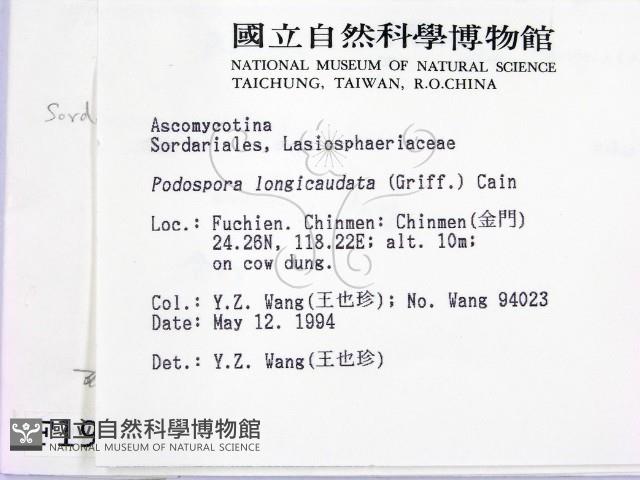 國立自然科學博物館
NATIONAL MUSEUM OF NATURAL SCIENCE
TAICHUNG, TAIWAN, R.O.CHINA
Sord
Ascomycotina
Sordariales, Lasiosphaeriaceae
Podospora longicaudata (Griff.) Cain
Loc.: Fuchien. Chinmen: Chinmen(金門)
24.26N, 118.22E; alt. 10m;
on cow dung.
Col.: Y.Z. Wang(王也珍); No. Wang 94023
Date: May 12. 1994
Det.: Y.Z. Wang(王也珍)
F19
國立自然科學博物館
NATIONAL MUSEUM OF NATURAL SCIENCE